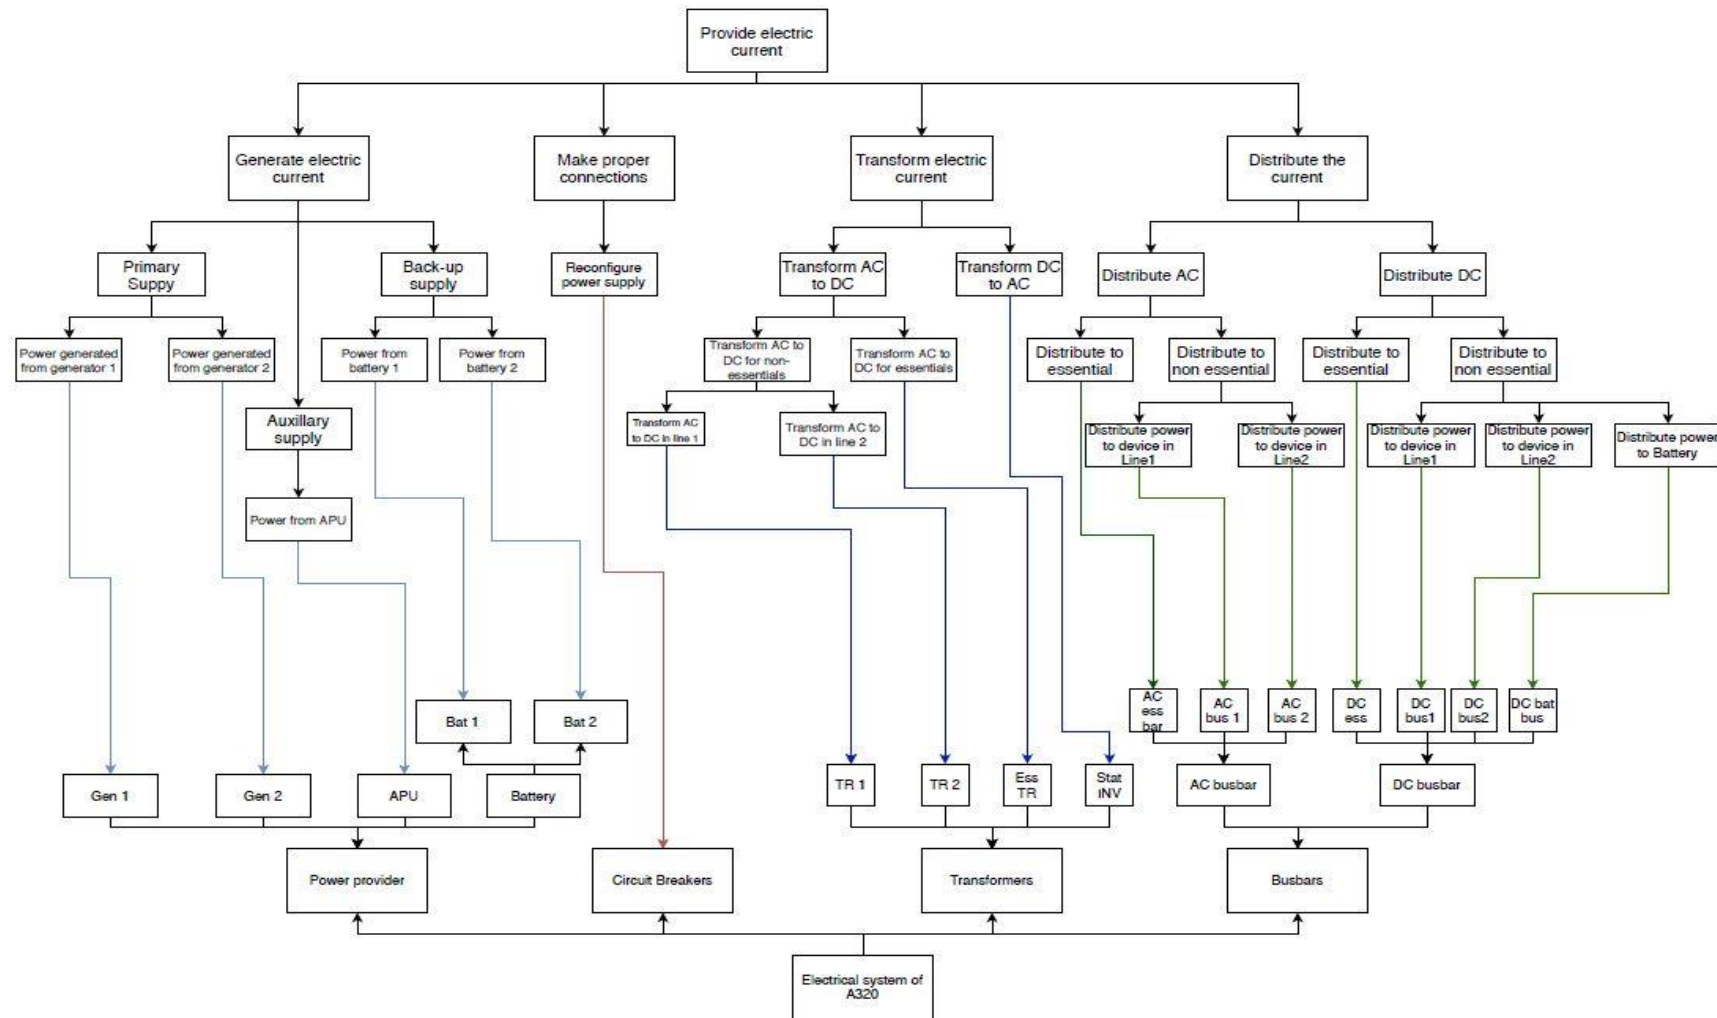 Provide electric
current
Generate electric
current
Make proper
connections
Transform electric
current
Distribute the
current
Primary
Suppy
Back-up
supply
Reconfigure
power supply
Transform AC
to DC
Transform DC
to AC
Distribute AC
Distribute DC
Power generated
from generator 1
Power generated
from generator 2
Power from
battery 1
Power from
battery 2
Transform AC to
DC for non-
essentials
Transform AC to
DC for essentials
Distribute to
essential
Distribute to
non essential
Distribute to
essential
Distribute to
non essential
Auxillary
supply
Transform AC
to DC in line 1
Transform AC to
DC in line 2
Distribute power
to device in
Line1
Distribute power
to device in
Line2
Distribute power
to device in
Line1
Distribute power
to device in
Line2
Distribute power
to Battery
Power from APU
Bat 1
Bat 2
AC
ess
bar
AC
bus 1
AC
bus 2
DC
ess
DC
bus1
DC
bus2
DC bat
bus
Gen 1
Gen 2
APU
Battery
TR 1
TR 2
Ess
TR
Stat
INV
AC busbar
DC busbar
Power provider
Circuit Breakers
Transformers
Busbars
Electrical system of
A320